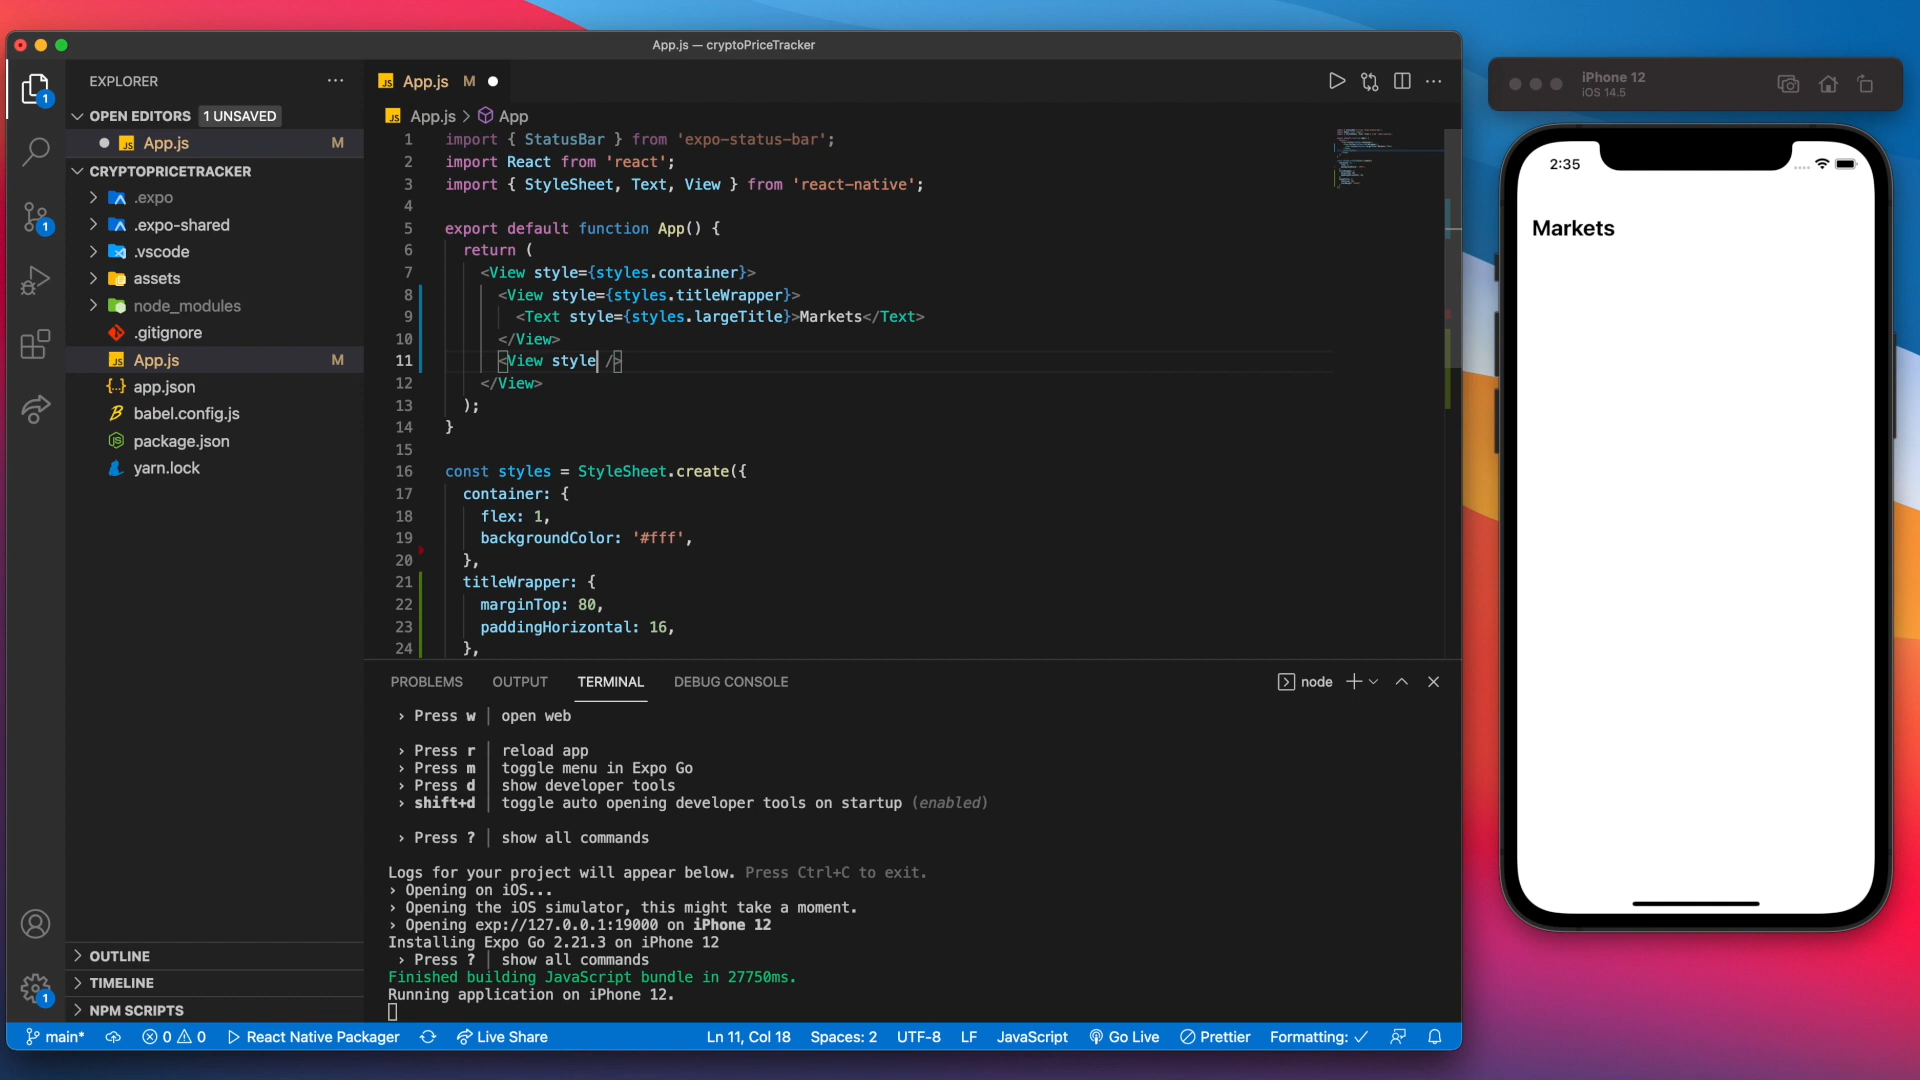 App.js — cryptoPriceTracker
EXPLORER
OPEN EDITORS 1 UNSAVED
App.js M
CRYPTOPRICETRACKER
.expo
.expo-shared
.vscode
assets
node_modules
.gitignore
App.js M
app.json
babel.config.js
package.json
yarn.lock
OUTLINE
TIMELINE
NPM SCRIPTS
1
1
1
App.js M
App.js > App
1 import { StatusBar } from 'expo-status-bar';
2 import React from 'react';
3 import { StyleSheet, Text, View } from 'react-native';
4
5 export default function App() {
6 return (
7 <View style={styles.container}>
8 <View style={styles.titleWrapper}>
9 <Text style={styles.largeTitle}>Markets</Text>
10 </View>
11 <View style />
12 </View>
13 );
14 }
15
16 const styles = StyleSheet.create({
17 container: {
18 flex: 1,
19 backgroundColor: '#fff',
20 },
21 titleWrapper: {
22 marginTop: 80,
23 paddingHorizontal: 16,
24 },
PROBLEMS OUTPUT TERMINAL DEBUG CONSOLE node
› Press w │ open web
› Press r │ reload app
› Press m │ toggle menu in Expo Go
› Press d │ show developer tools
› shift+d │ toggle auto opening developer tools on startup (enabled)
› Press ? │ show all commands
Logs for your project will appear below. Press Ctrl+C to exit.
› Opening on iOS...
› Opening the iOS simulator, this might take a moment.
› Opening exp://127.0.0.1:19000 on iPhone 12
Installing Expo Go 2.21.3 on iPhone 12
› Press ? │ show all commands
Finished building JavaScript bundle in 27750ms.
Running application on iPhone 12.
main* 0 0 React Native Packager Live Share Ln 11, Col 18 Spaces: 2 UTF-8 LF JavaScript Go Live Prettier Formatting: ✓
iPhone 12
iOS 14.5
2:35
Markets